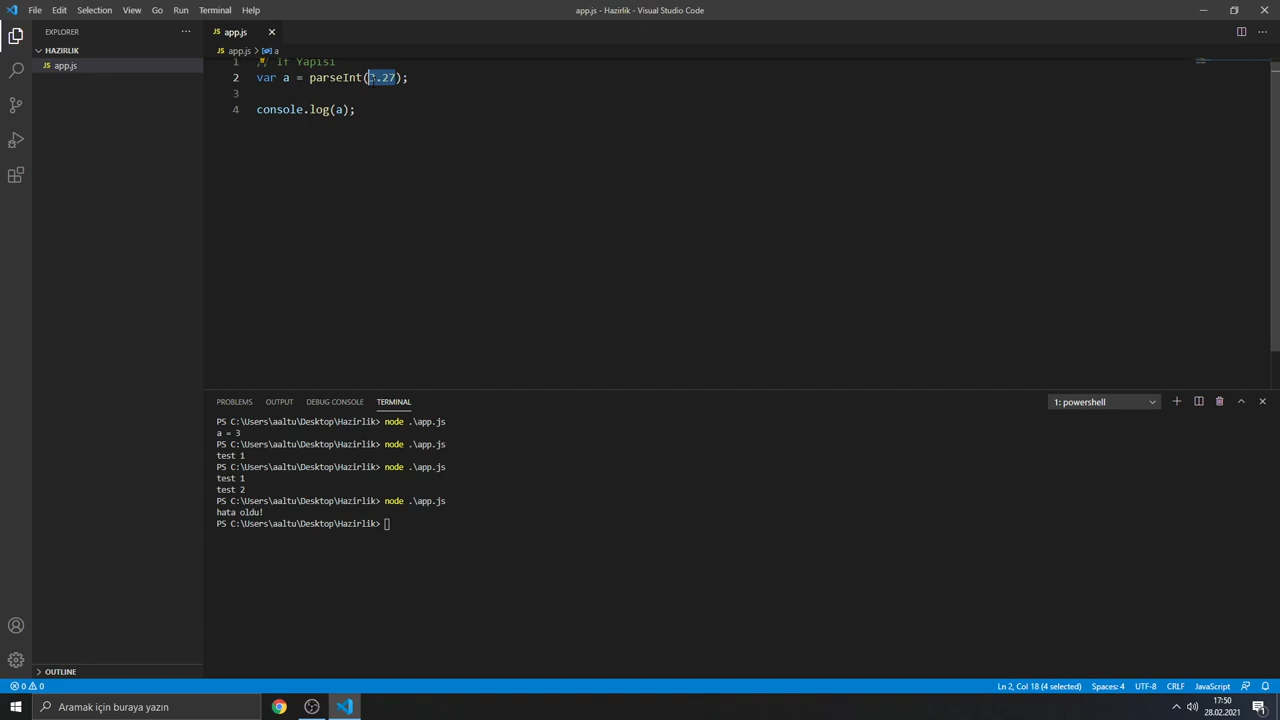 File Edit Selection View Go Run Terminal Help
app.js - Hazirlik - Visual Studio Code
EXPLORER
HAZIRLIK
JS app.js
OUTLINE
JS app.js
JS app.js > a
1 // If Yapısı
2 var a = parseInt(3.27);
3
4 console.log(a);
PROBLEMS OUTPUT DEBUG CONSOLE TERMINAL
1: powershell
PS C:\Users\aaltu\Desktop\Hazirlik> node .\app.js
a = 3
PS C:\Users\aaltu\Desktop\Hazirlik> node .\app.js
test 1
PS C:\Users\aaltu\Desktop\Hazirlik> node .\app.js
test 1
test 2
PS C:\Users\aaltu\Desktop\Hazirlik> node .\app.js
hata oldu!
PS C:\Users\aaltu\Desktop\Hazirlik>
0 0 Ln 2, Col 18 (4 selected) Spaces: 4 UTF-8 CRLF JavaScript
Aramak için buraya yazın
17:50
28.02.2021
1